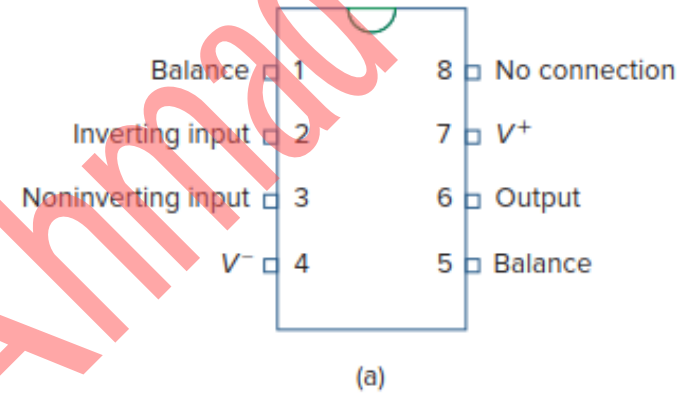 Balance 1 8 No connection
Inverting input 2 7 V⁺
Noninverting input 3 6 Output
V⁻ 4 5 Balance
(a)
Ahmad